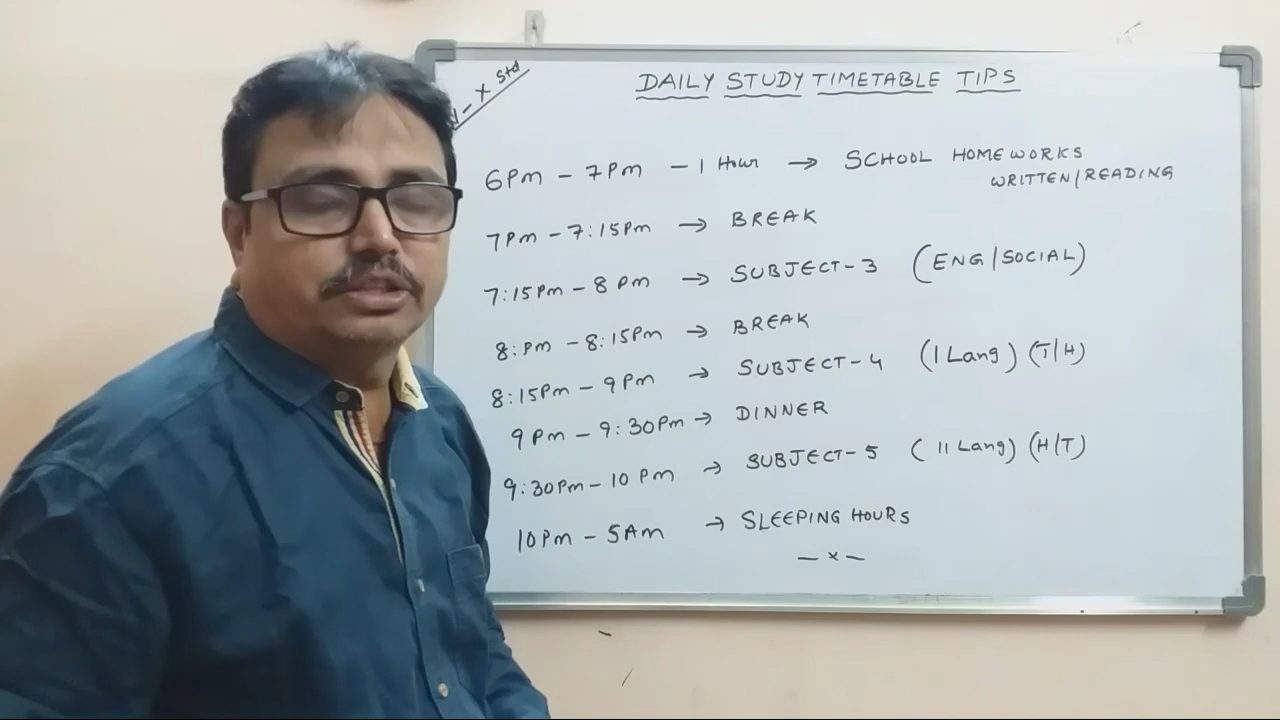 - X Std
DAILY STUDY TIMETABLE TIPS
6Pm - 7Pm - 1 Hour → SCHOOL HOMEWORKS
WRITTEN/READING
7Pm - 7:15Pm → BREAK
7:15Pm - 8Pm → SUBJECT-3 (ENG/SOCIAL)
8:Pm - 8:15Pm → BREAK
8:15Pm - 9Pm → SUBJECT-4 (I Lang) (T/H)
9Pm - 9:30Pm → DINNER
9:30Pm - 10Pm → SUBJECT-5 (II Lang) (H/T)
10Pm - 5Am → SLEEPING HOURS
- x -